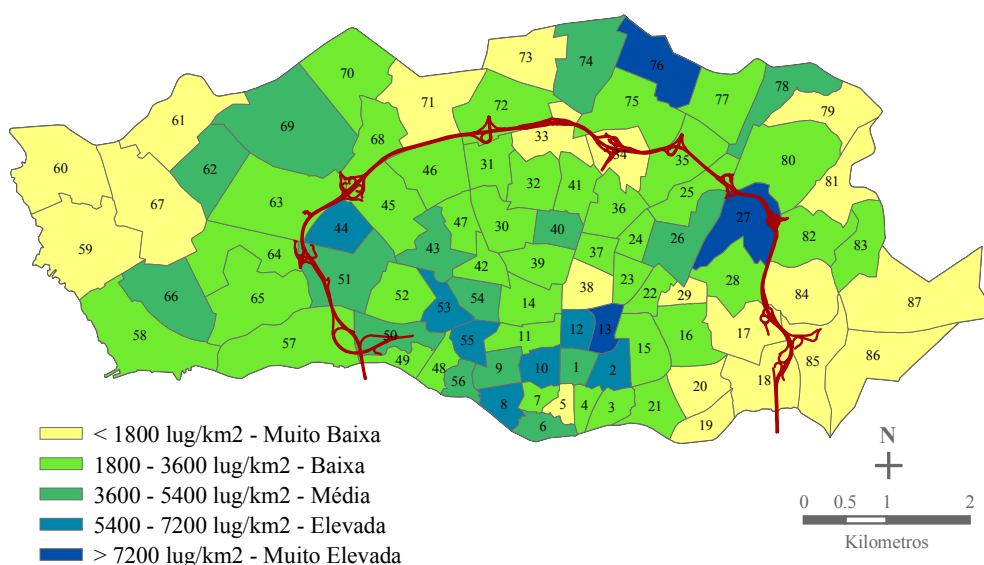 73 74 76
70 75 77 78
71 72 79
61 69 68 33 34 35 80
60 62 46 31 32 41 25 81
67 63 45 36 27
59 44 47 30 40 24 26 82 83
64 43 42 39 37 23 28
66 65 51 52 54 14 38 22 29 84 87
53
58 57 50 55 11 12 13 15 16 17 86
49 48 56 9 10 1 2 20 18 85
8 7 5 4 3 21 19
6
< 1800 lug/km2 - Muito Baixa
1800 - 3600 lug/km2 - Baixa
3600 - 5400 lug/km2 - Média
5400 - 7200 lug/km2 - Elevada
> 7200 lug/km2 - Muito Elevada
N
0 0.5 1 2
Kilometros